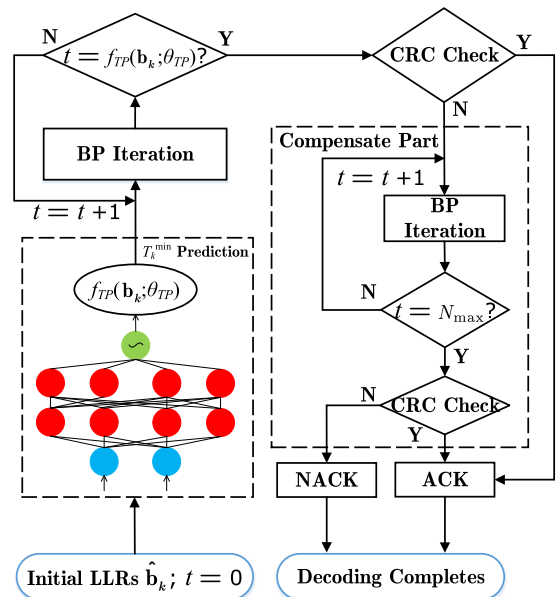 N
t = f_TP(b_k;θ_TP)?
Y
CRC Check
Y
N
BP Iteration
t = t +1
Compensate Part
t = t +1
BP
Iteration
T_k^min Prediction
f_TP(b_k;θ_TP)
N
t = N_max?
Y
N
CRC Check
Y
NACK
ACK
Initial LLRs b̂_k; t = 0
Decoding Completes